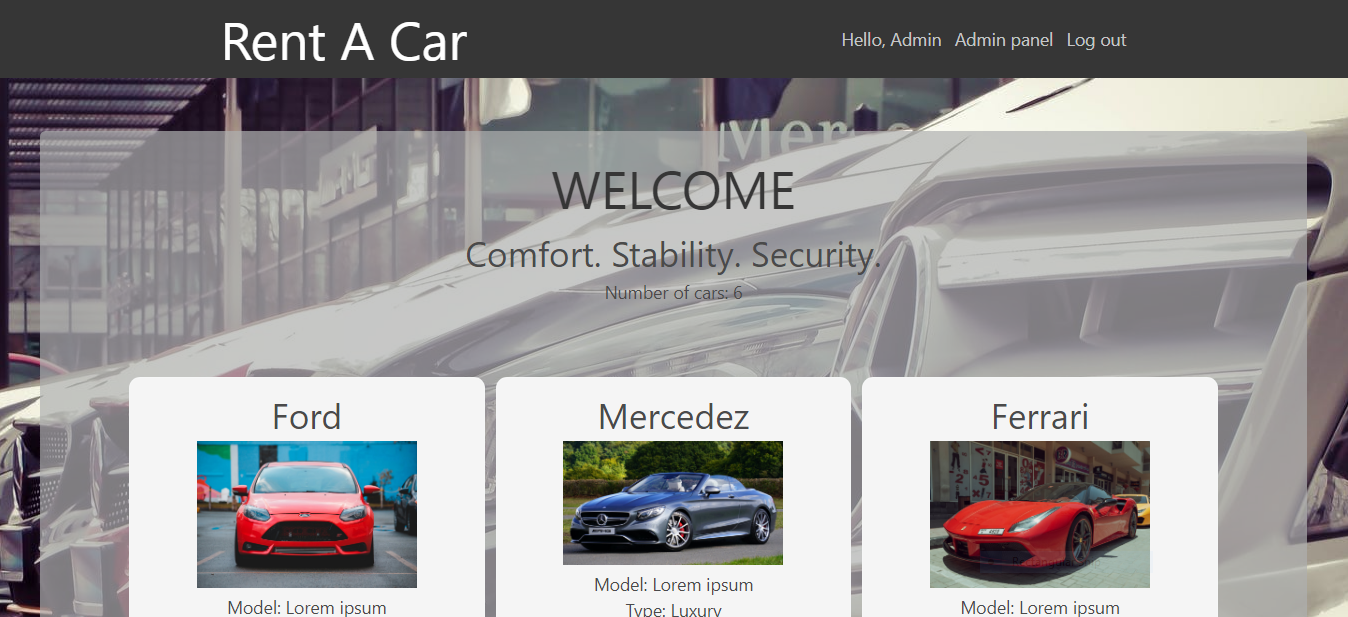 Rent A Car
Hello, Admin Admin panel Log out
WELCOME
Comfort. Stability. Security.
Number of cars: 6
Ford
Mercedez
Ferrari
Model: Lorem ipsum
Model: Lorem ipsum
Type: Luxury
Model: Lorem ipsum